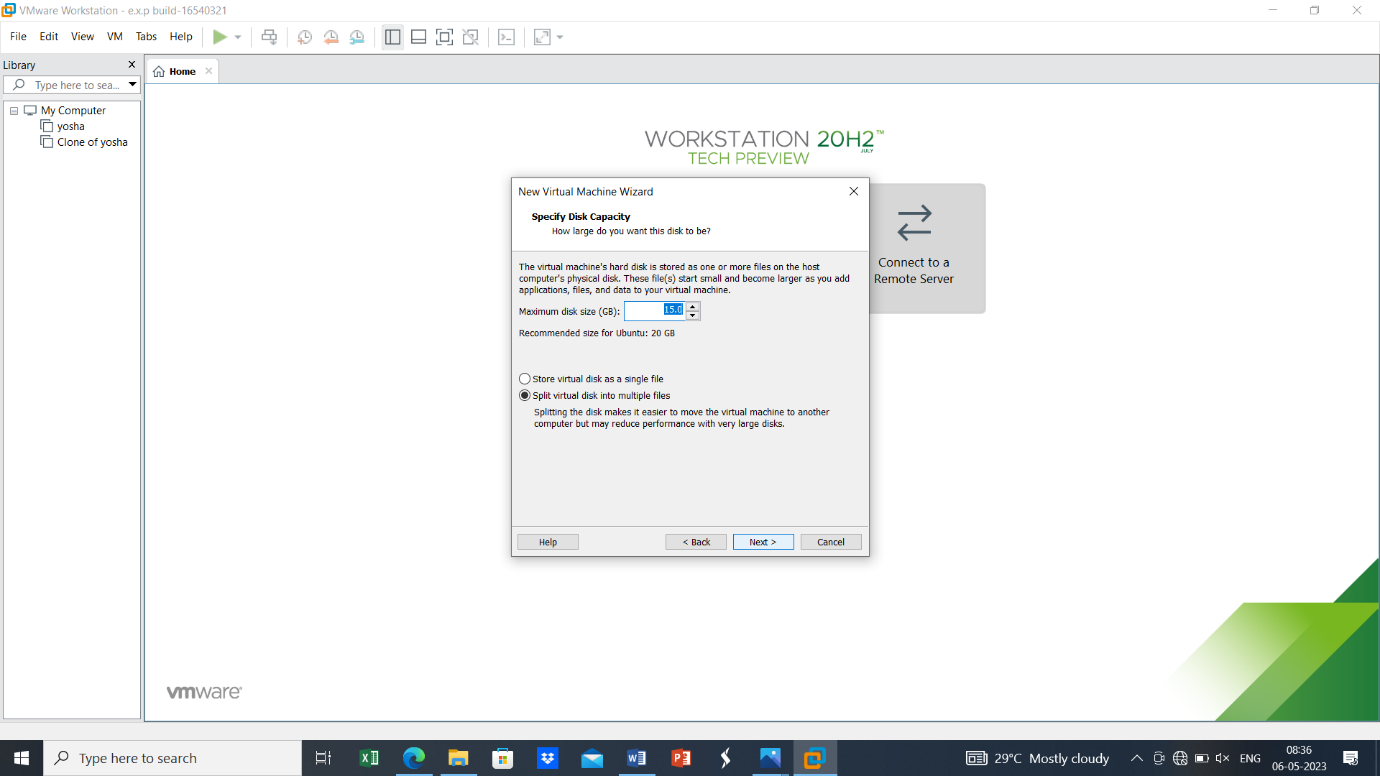 VMware Workstation - e.x.p build-16540321
File Edit View VM Tabs Help
Library
Type here to sea...
My Computer
yosha
Clone of yosha
Home
WORKSTATION 20H2™
JULY
TECH PREVIEW
Connect to a
Remote Server
New Virtual Machine Wizard
Specify Disk Capacity
How large do you want this disk to be?
The virtual machine's hard disk is stored as one or more files on the host
computer's physical disk. These file(s) start small and become larger as you add
applications, files, and data to your virtual machine.
Maximum disk size (GB): 15.0
Recommended size for Ubuntu: 20 GB
Store virtual disk as a single file
Split virtual disk into multiple files
Splitting the disk makes it easier to move the virtual machine to another
computer but may reduce performance with very large disks.
Help < Back Next > Cancel
vmware®
Type here to search
29°C Mostly cloudy
ENG
08:36
06-05-2023